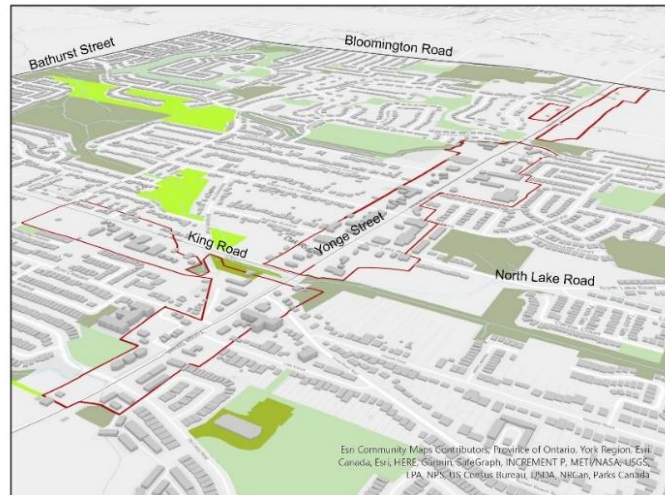 Bathurst Street
Bloomington Road
King Road
Yonge Street
North Lake Road
Esri Community Maps Contributors, Province of Ontario, York Region, Esri
Canada, Esri, HERE, Garmin, SafeGraph, INCREMENT P, METI/NASA, USGS,
EPA, NPS, US Census Bureau, USDA, NRCan, Parks Canada